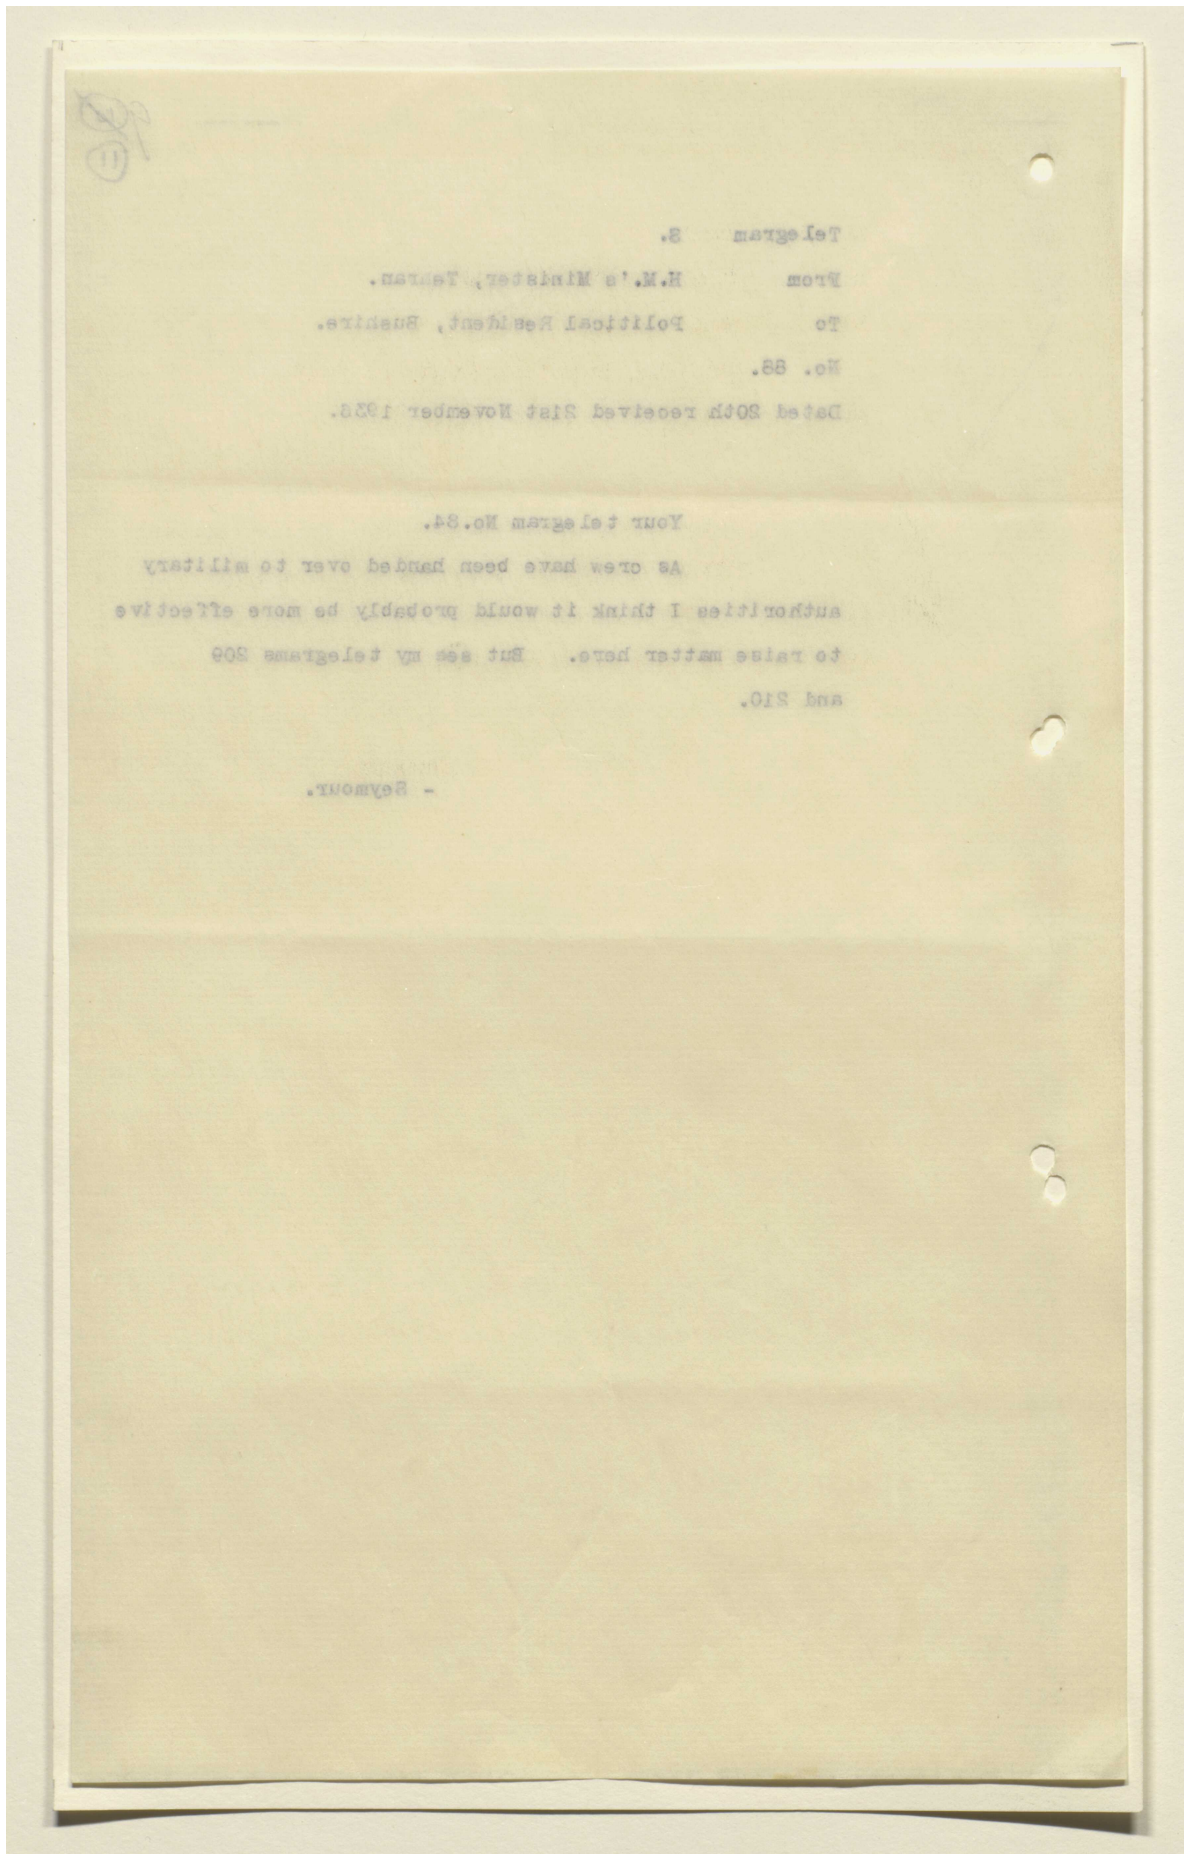 Telegram S.
From H.M.'s Minister, Tehran.
To Political Resident, Bushire.
No. 88.
Dated 20th received 21st November 1938.
Your telegram No.84.
As crew have been handed over to military
authorities I think it would probably be more effective
to raise matter here. But see my telegrams 209
and 210.
- Seymour.
11